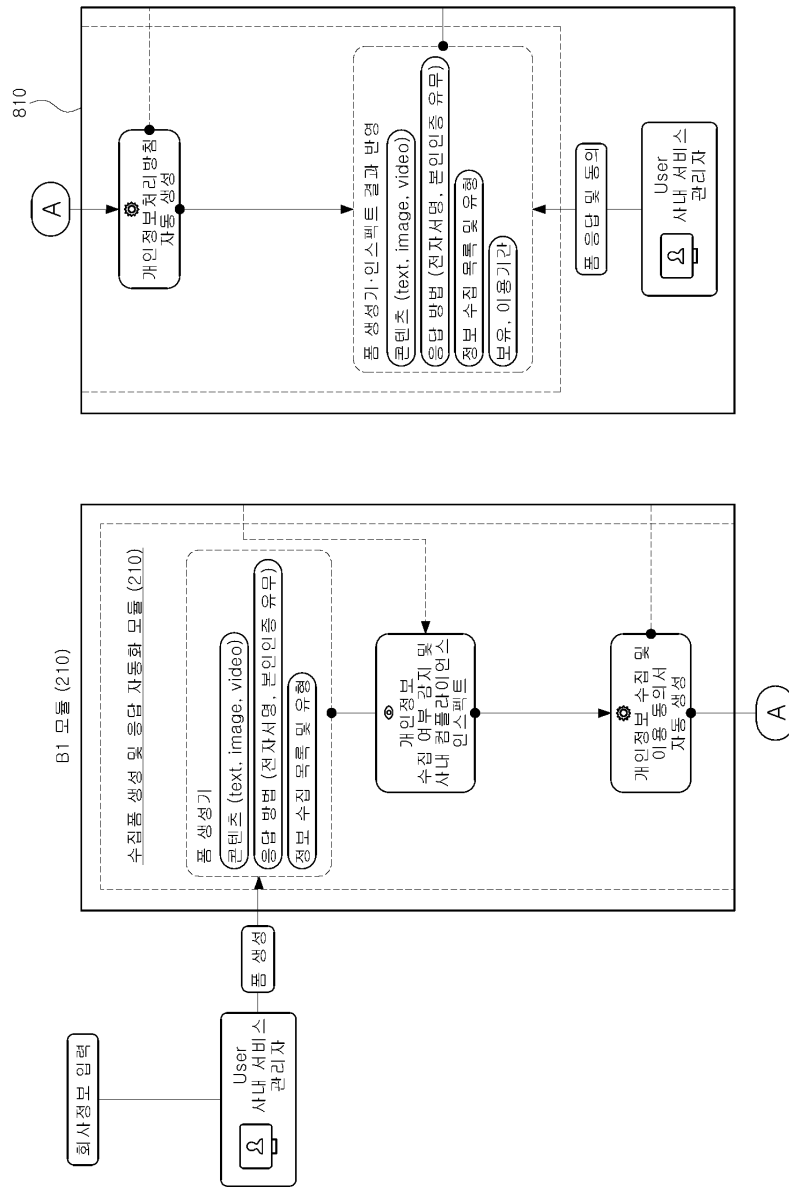 회사정보 입력
User
사내 서비스
관리자
폼 생성
B1 모듈 (210)
수집폼 생성 및 응답 자동화 모듈 (210)
폼 생성기
콘텐츠 (text, image, video)
응답 방법 (전자서명, 본인인증 유무)
정보 수집 목록 및 유형
개인정보
수집 여부 감지 및
사내 컴플라이언스
인스펙트
개인정보 수집 및
이용 동의서
자동 생성
A
810
A
개인정보처리방침
자동 생성
폼 생성기·인스펙트 결과 반영
콘텐츠 (text, image, video)
응답 방법 (전자서명, 본인인증 유무)
정보 수집 목록 및 유형
보유, 이용기간
폼 응답 및 동의
User
사내 서비스
관리자